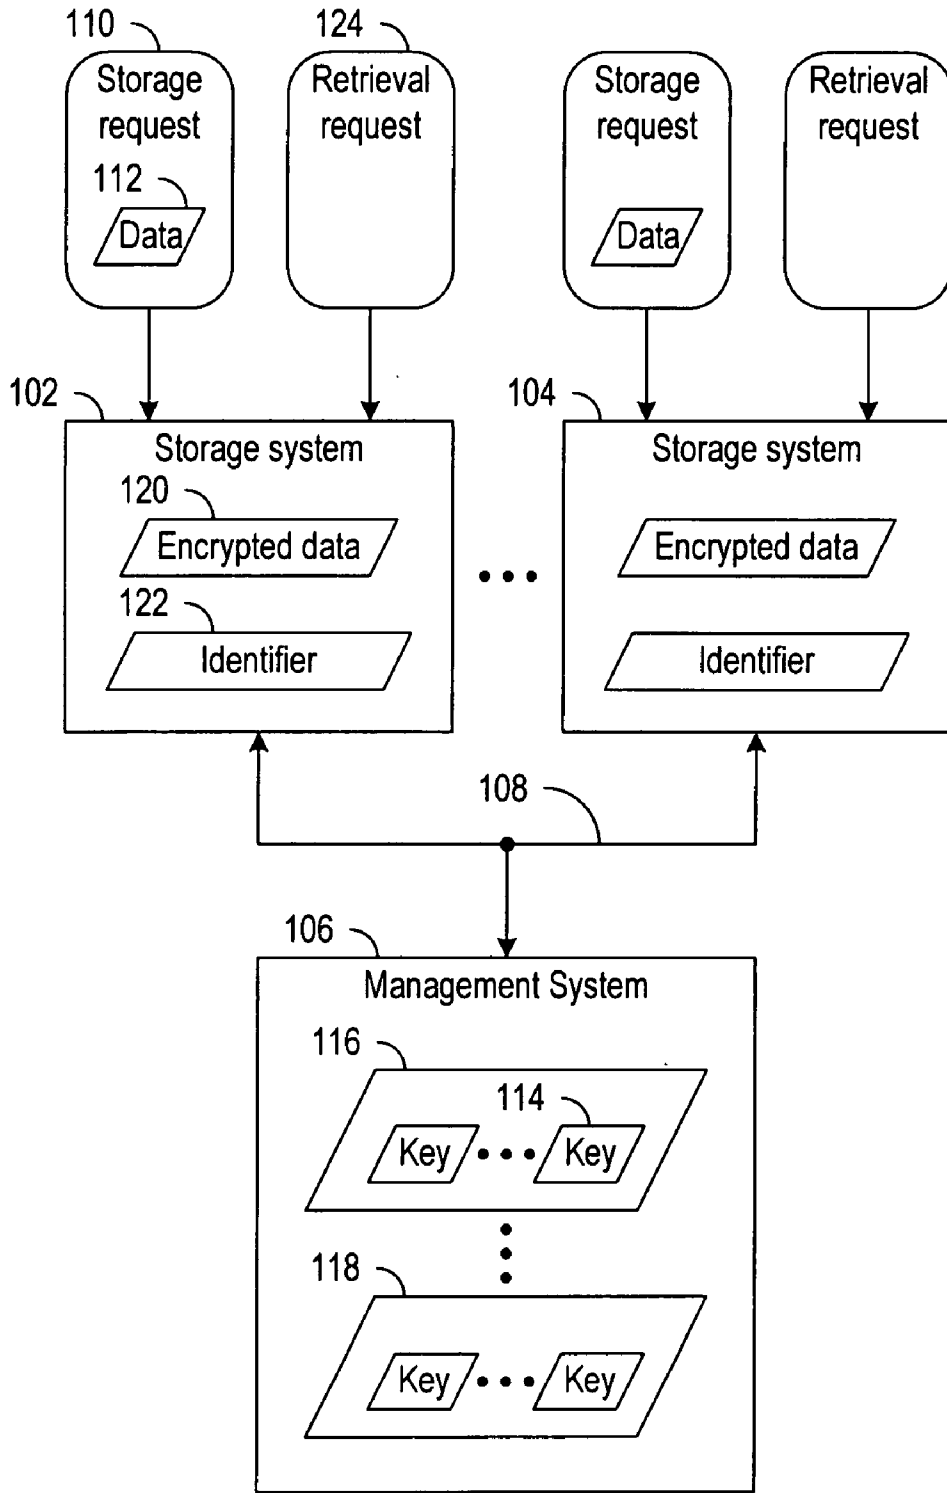 110
124
Storage
request
Retrieval
request
Storage
request
Retrieval
request
112
Data
Data
102
104
Storage system
Storage system
120
Encrypted data
Encrypted data
122
Identifier
Identifier
108
106
Management System
116
114
Key
Key
118
Key
Key